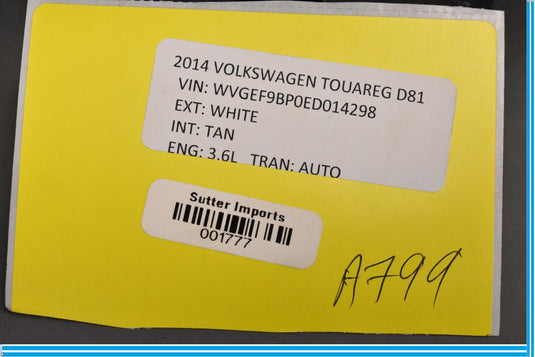 2014 VOLKSWAGEN TOUAREG D81
VIN: WVGEF9BP0ED014298
EXT: WHITE
INT: TAN
ENG: 3.6L TRAN: AUTO
Sutter Imports
001777
A799